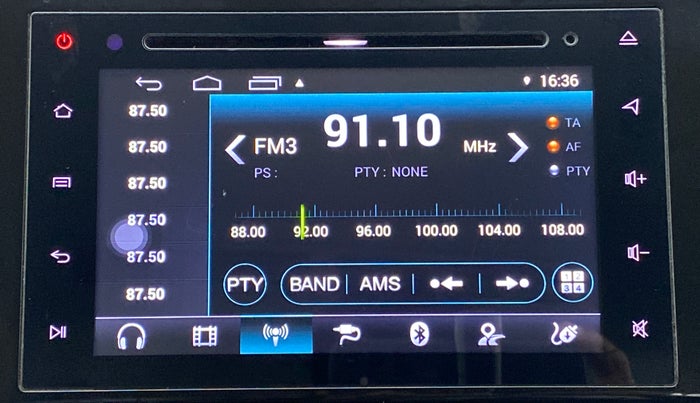 16:36
87.50
87.50
87.50
87.50
87.50
87.50
FM3 91.10 MHz
TA
AF
PTY
PS : PTY : NONE
88.00 92.00 96.00 100.00 104.00 108.00
PTY BAND AMS 1 2 3 4